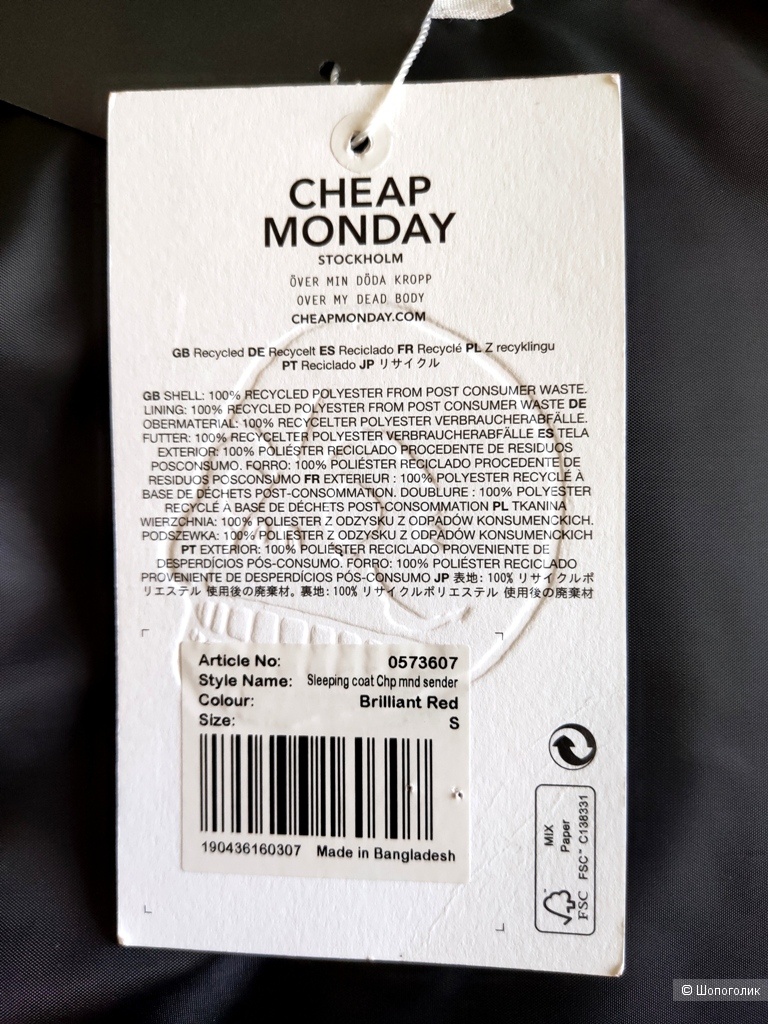 CHEAP
MONDAY
STOCKHOLM
ÖVER MIN DÖDA KROPP
OVER MY DEAD BODY
CHEAPMONDAY.COM
GB Recycled DE Recycelt ES Reciclado FR Recyclé PL Z recyklingu
PT Reciclado JP リサイクル
GB SHELL: 100% RECYCLED POLYESTER FROM POST CONSUMER WASTE.
LINING: 100% RECYCLED POLYESTER FROM POST CONSUMER WASTE DE
OBERMATERIAL: 100% RECYCELTER POLYESTER VERBRAUCHERABFÄLLE.
FUTTER: 100% RECYCELTER POLYESTER VERBRAUCHERABFÄLLE ES TELA
EXTERIOR: 100% POLIÉSTER RECICLADO PROCEDENTE DE RESIDUOS
POSCONSUMO. FORRO: 100% POLIÉSTER RECICLADO PROCEDENTE DE
RESIDUOS POSCONSUMO FR EXTERIEUR : 100% POLYESTER RECYCLÉ À
BASE DE DÉCHETS POST-CONSOMMATION. DOUBLURE : 100% POLYESTER
RECYCLÉ À BASE DE DÉCHETS POST-CONSOMMATION PL TKANINA
WIERZCHNIA: 100% POLIESTER Z ODZYSKU Z ODPADÓW KONSUMENCKICH.
PODSZEWKA: 100% POLIESTER Z ODZYSKU Z ODPADÓW KONSUMENCKICH
PT EXTERIOR: 100% POLIÉSTER RECICLADO PROVENIENTE DE
DESPERDÍCIOS PÓS-CONSUMO. FORRO: 100% POLIÉSTER RECICLADO
PROVENIENTE DE DESPERDÍCIOS PÓS-CONSUMO JP 表地: 100% リサイクルポ
リエステル 使用後の廃棄材。裏地: 100% リサイクルポリエステル 使用後の廃棄材
Article No: 0573607
Style Name: Sleeping coat Chp mnd sender
Colour: Brilliant Red
Size: S
190436160307 Made in Bangladesh
MIX
Paper
FSC FSC™ C138331
© Шопоголик